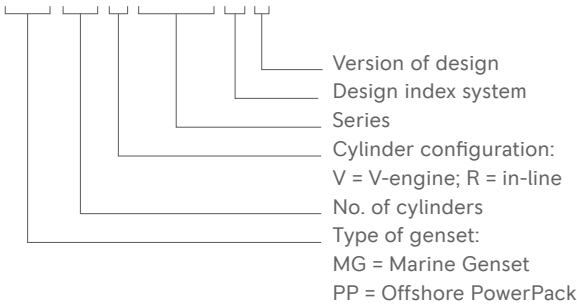 Version of design
Design index system
Series
Cylinder configuration:
V = V-engine; R = in-line
No. of cylinders
Type of genset:
MG = Marine Genset
PP = Offshore PowerPack